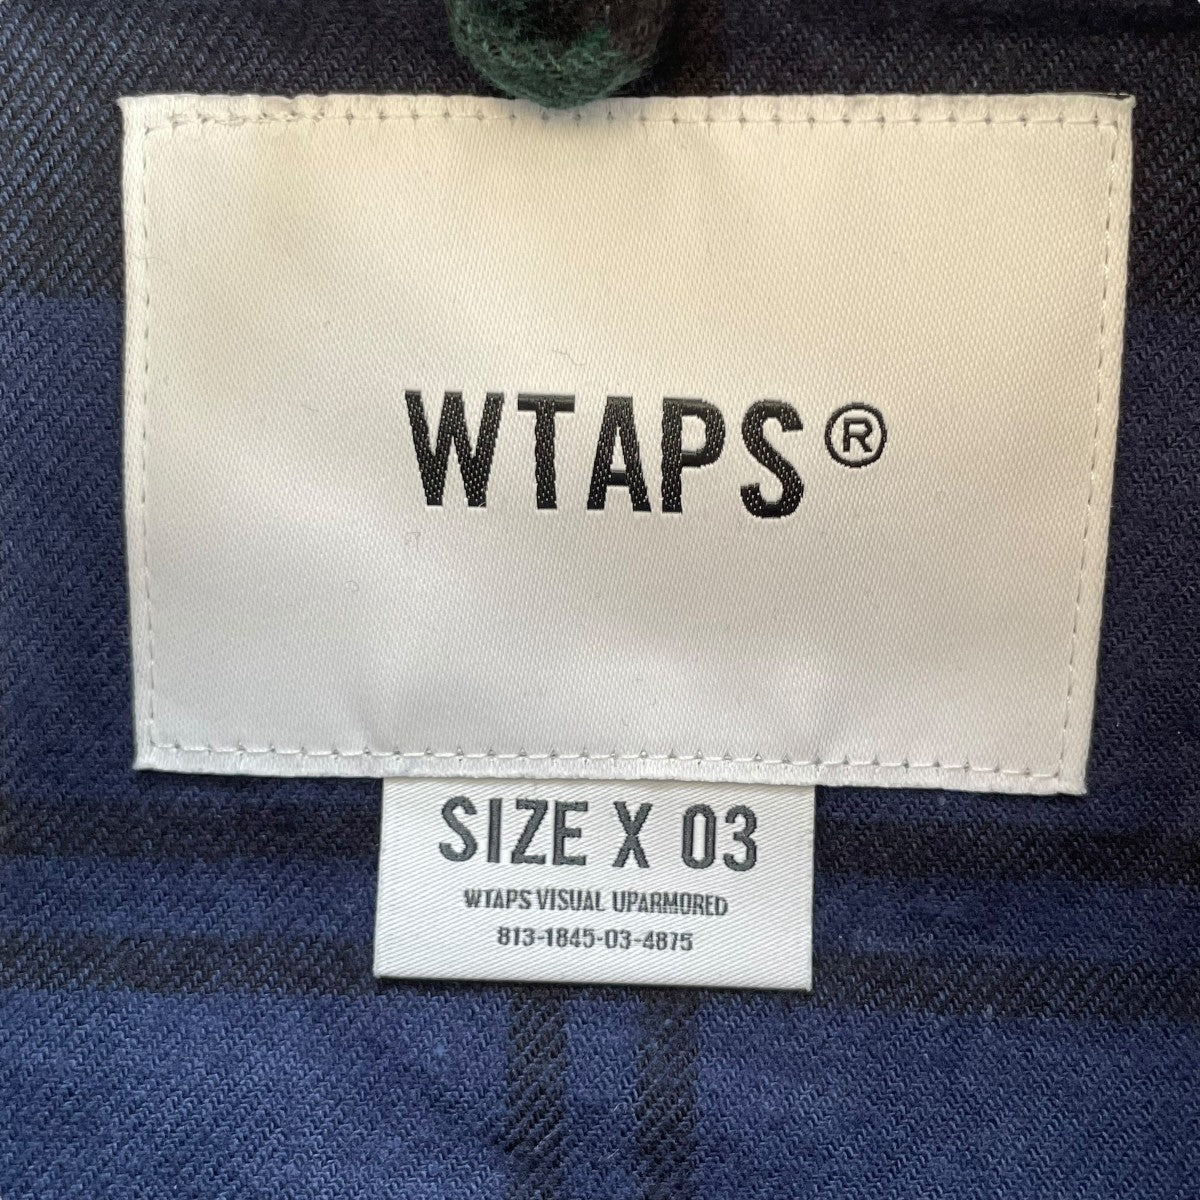 WTAPS®
SIZE X 03
WTAPS VISUAL UPARMORED
813-1845-03-4875